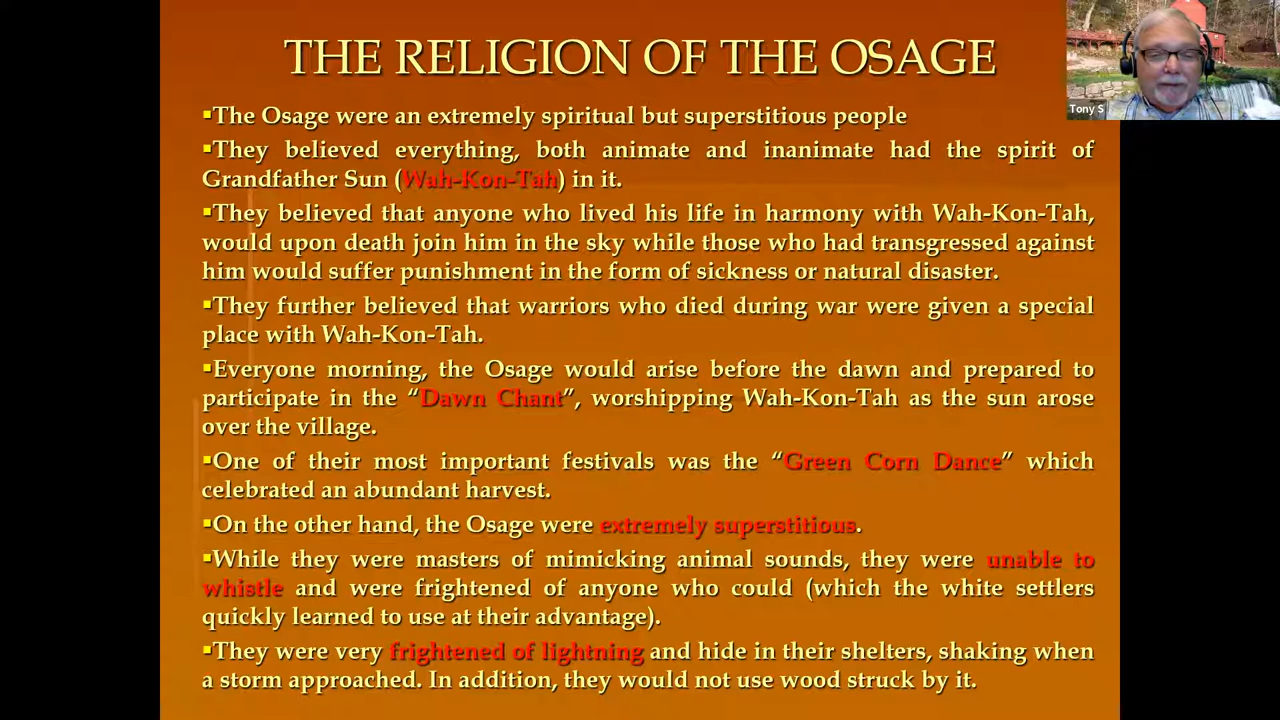 THE RELIGION OF THE OSAGE
Tony S
▪The Osage were an extremely spiritual but superstitious people
▪They believed everything, both animate and inanimate had the spirit of
Grandfather Sun (Wah-Kon-Tah) in it.
▪They believed that anyone who lived his life in harmony with Wah-Kon-Tah,
would upon death join him in the sky while those who had transgressed against
him would suffer punishment in the form of sickness or natural disaster.
▪They further believed that warriors who died during war were given a special
place with Wah-Kon-Tah.
▪Everyone morning, the Osage would arise before the dawn and prepared to
participate in the “Dawn Chant”, worshipping Wah-Kon-Tah as the sun arose
over the village.
▪One of their most important festivals was the “Green Corn Dance” which
celebrated an abundant harvest.
▪On the other hand, the Osage were extremely superstitious.
▪While they were masters of mimicking animal sounds, they were unable to
whistle and were frightened of anyone who could (which the white settlers
quickly learned to use at their advantage).
▪They were very frightened of lightning and hide in their shelters, shaking when
a storm approached. In addition, they would not use wood struck by it.